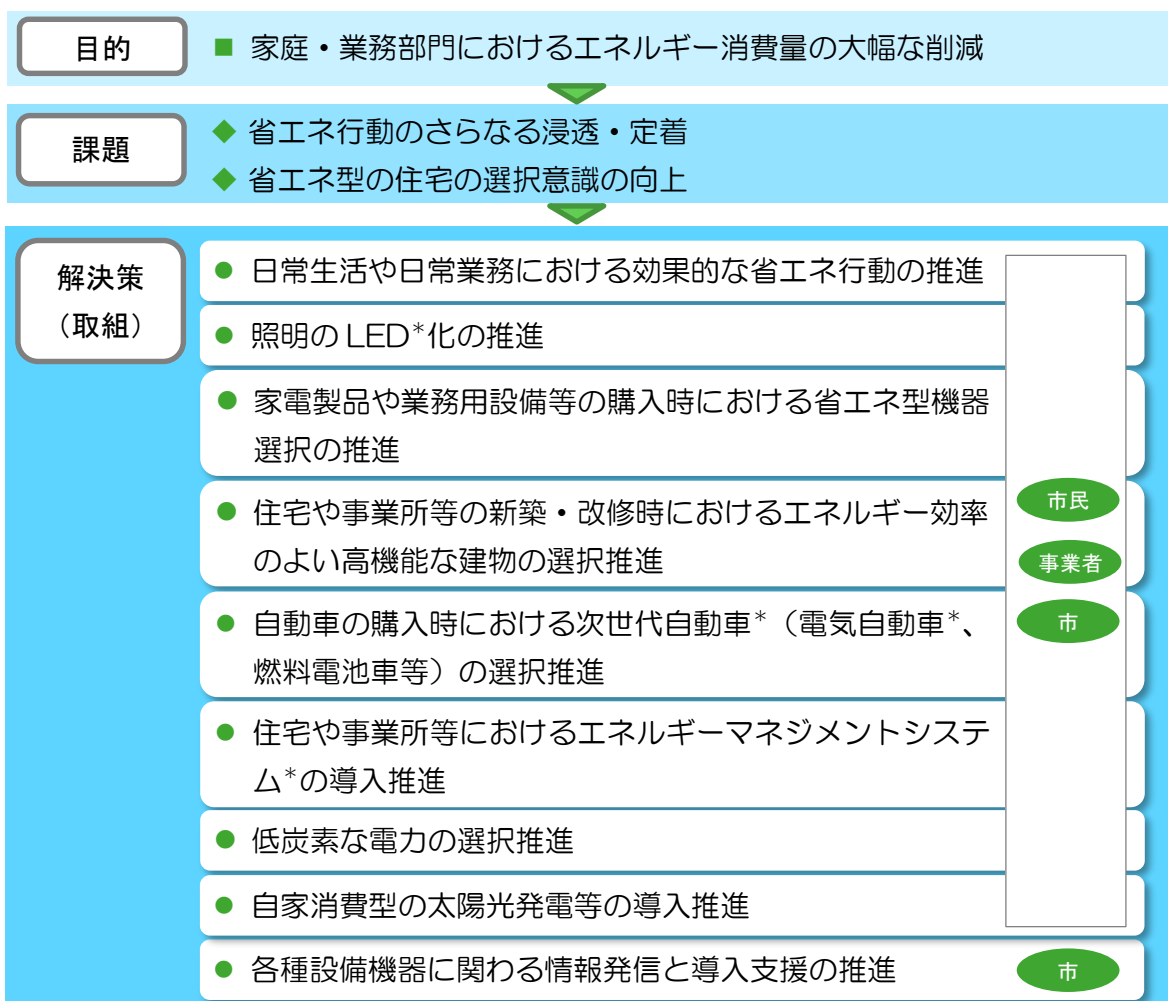 目的
■ 家庭・業務部門におけるエネルギー消費量の大幅な削減
課題
◆ 省エネ行動のさらなる浸透・定着
◆ 省エネ型の住宅の選択意識の向上
解決策
（取組）
● 日常生活や日常業務における効果的な省エネ行動の推進
● 照明のLED*化の推進
● 家電製品や業務用設備等の購入時における省エネ型機器
選択の推進
● 住宅や事業所等の新築・改修時におけるエネルギー効率
のよい高機能な建物の選択推進
● 自動車の購入時における次世代自動車*（電気自動車*、
燃料電池車等）の選択推進
● 住宅や事業所等におけるエネルギーマネジメントシステ
ム*の導入推進
● 低炭素な電力の選択推進
● 自家消費型の太陽光発電等の導入推進
市民
事業者
市
● 各種設備機器に関わる情報発信と導入支援の推進
市